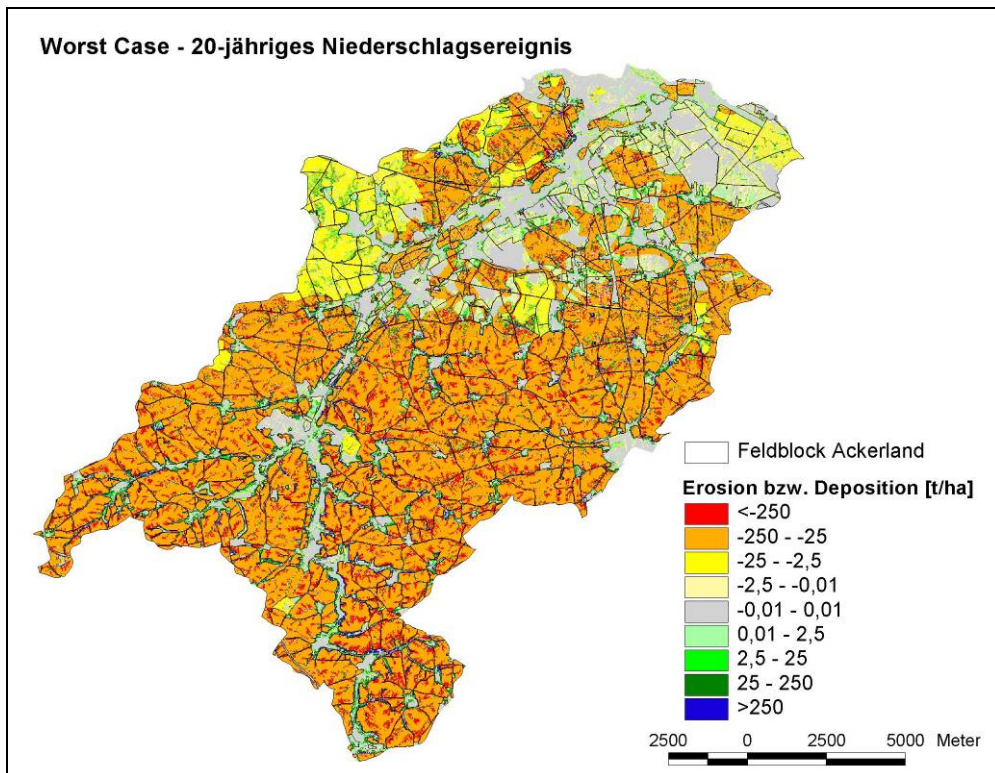 Worst Case - 20-jähriges Niederschlagsereignis
Feldblock Ackerland
Erosion bzw. Deposition [t/ha]
<-250
-250 - -25
-25 - -2,5
-2,5 - -0,01
-0,01 - 0,01
0,01 - 2,5
2,5 - 25
25 - 250
>250
2500 0 2500 5000 Meter